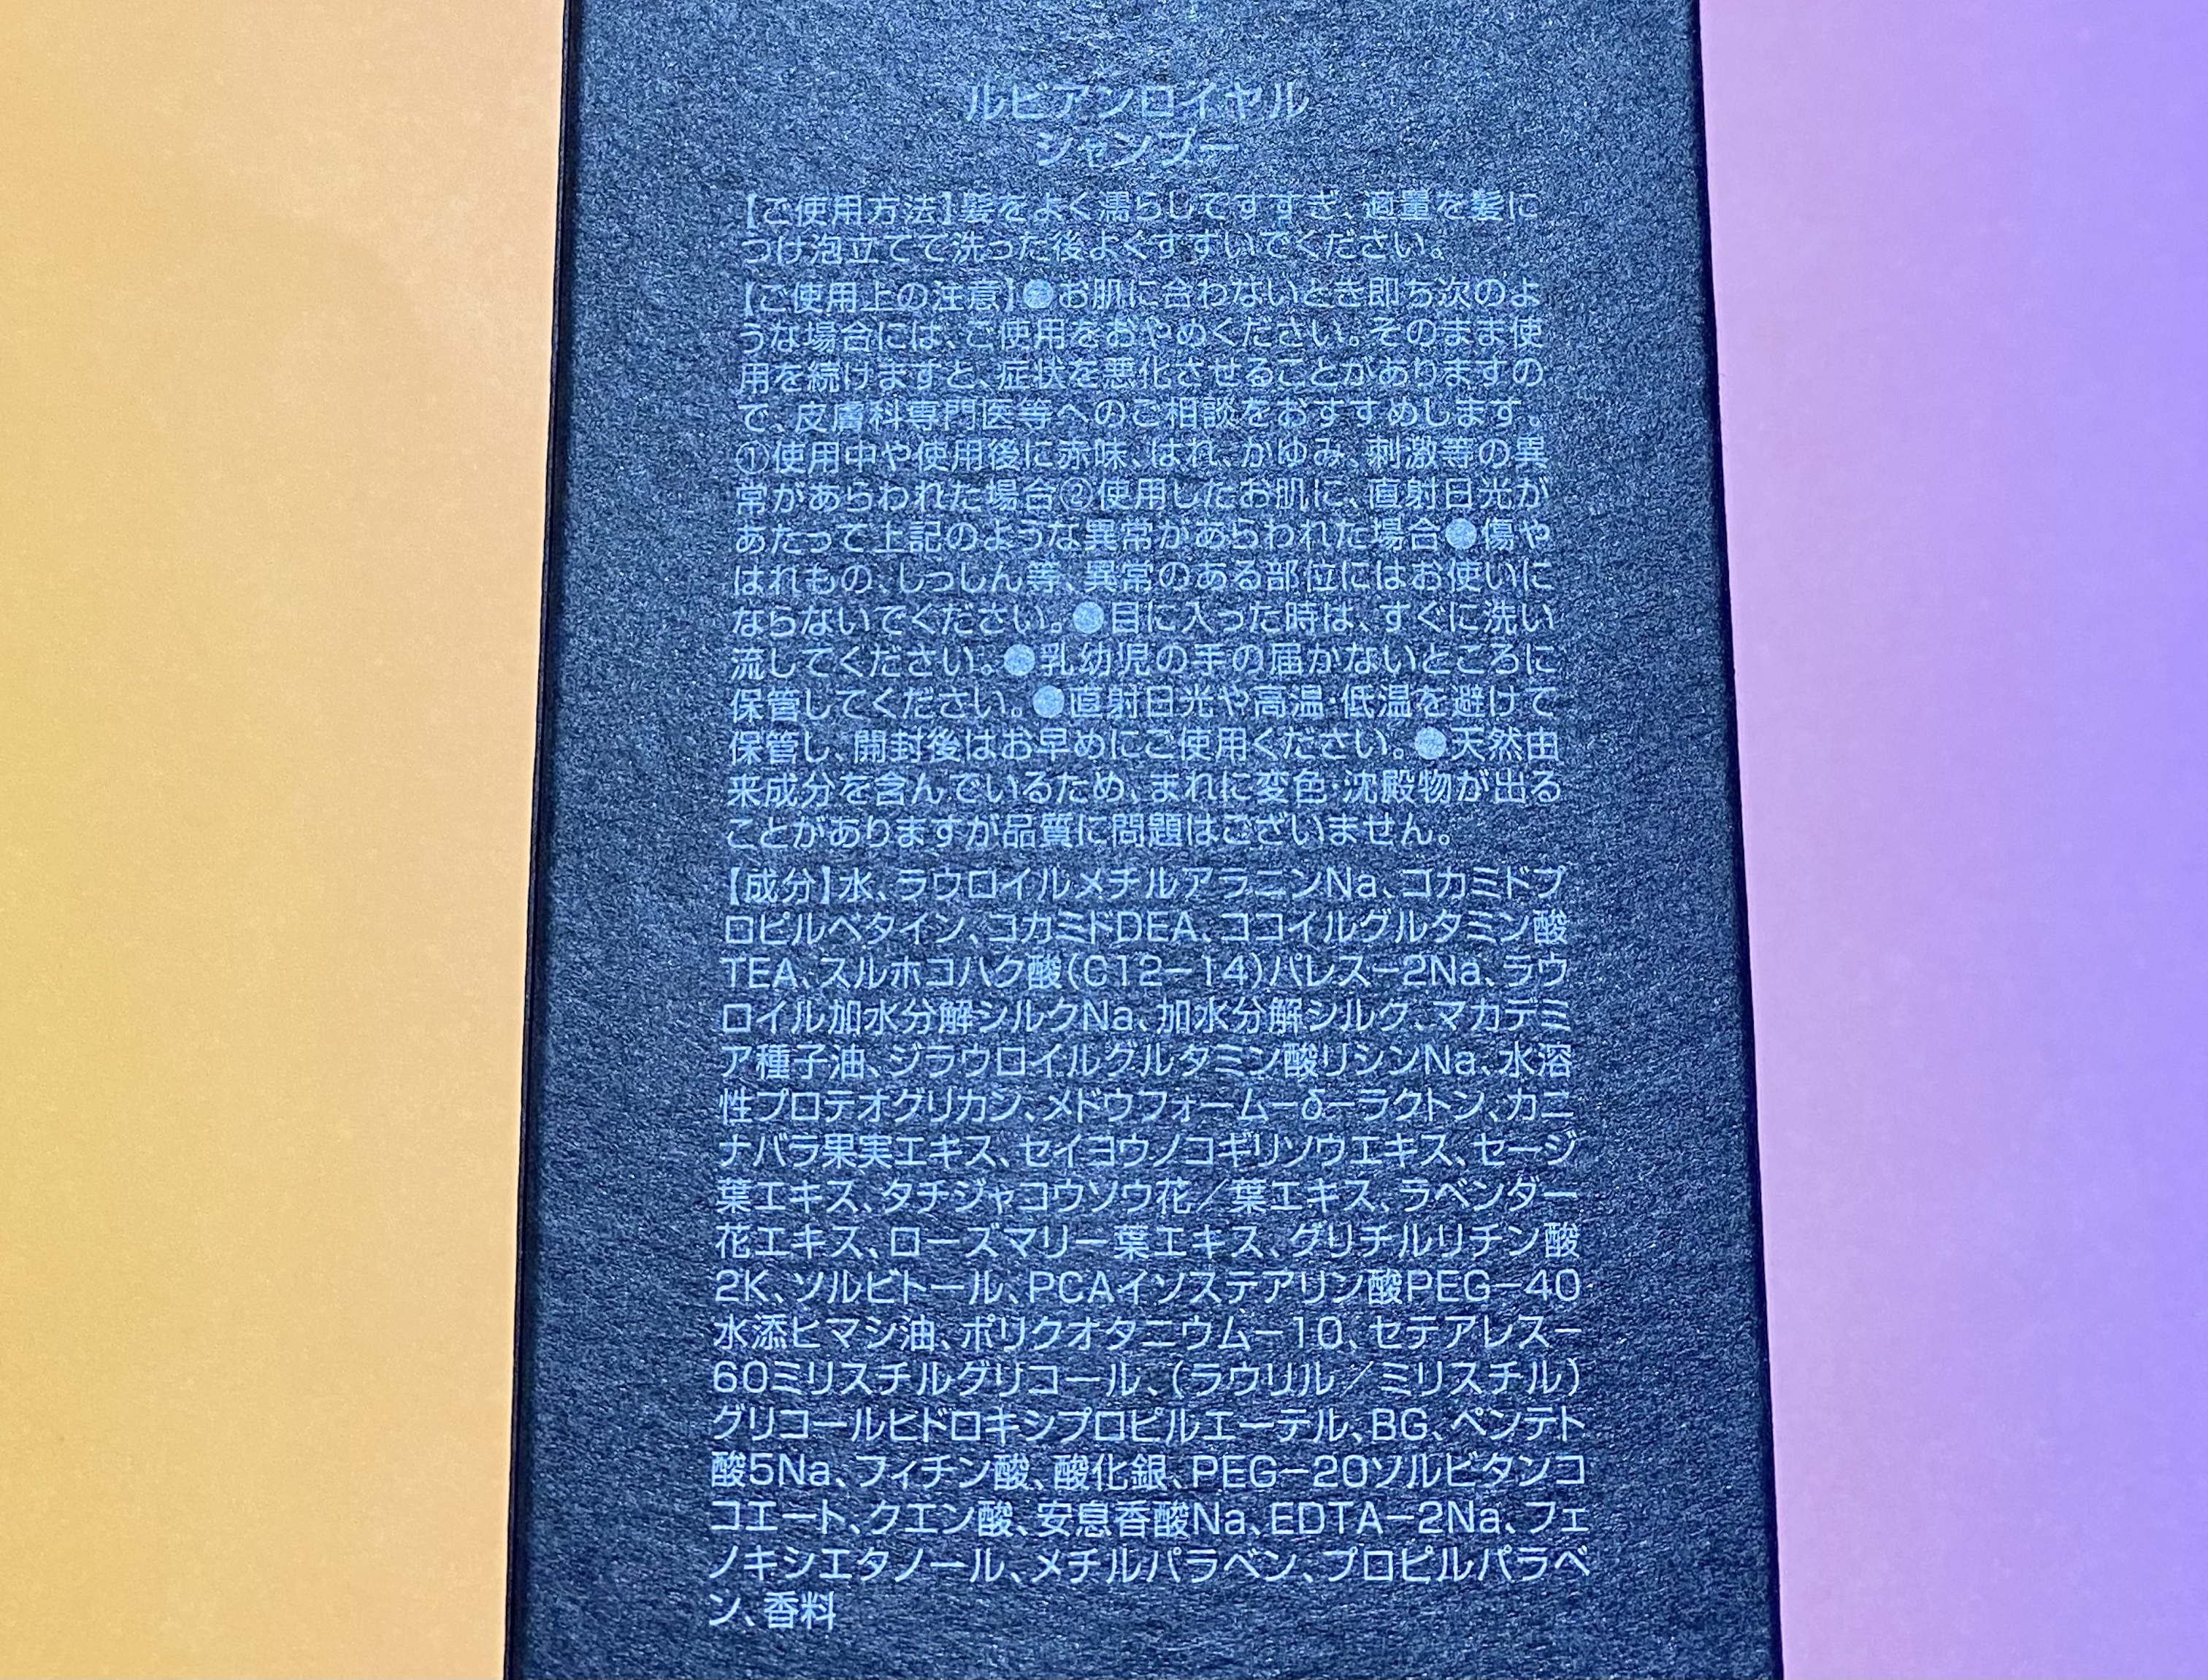 ルビアンロイヤル
シャンプー
【ご使用方法】髪をよく濡らしてすすぎ、適量を髪に
つけ泡立てて洗った後よくすすいでください。
【ご使用上の注意】●お肌に合わないとき即ち次のよ
うな場合には、ご使用をおやめください。そのまま使
用を続けますと、症状を悪化させることがありますの
で、皮膚科専門医等へのご相談をおすすめします。
①使用中や使用後に赤味、はれ、かゆみ、刺激等の異
常があらわれた場合②使用したお肌に、直射日光が
あたって上記のような異常があらわれた場合●傷や
はれもの、しっしん等、異常のある部位にはお使いに
ならないでください。●目に入った時は、すぐに洗い
流してください。●乳幼児の手の届かないところに
保管してください。●直射日光や高温・低温を避けて
保管し、開封後はお早めにご使用ください。●天然由
来成分を含んでいるため、まれに変色・沈殿物が出る
ことがありますが品質に問題はございません。
【成分】水、ラウロイルメチルアラニンNa、コカミドプ
ロピルベタイン、コカミドDEA、ココイルグルタミン酸
TEA、スルホコハク酸(C12－14)パレス－2Na、ラウ
ロイル加水分解シルクNa、加水分解シルク、マカデミ
ア種子油、ジラウロイルグルタミン酸リシンNa、水溶
性プロテオグリカン、メドウフォーム－δ－ラクトン、カニ
ナバラ果実エキス、セイヨウノコギリソウエキス、セージ
葉エキス、タチジャコウソウ花／葉エキス、ラベンダー
花エキス、ローズマリー葉エキス、グリチルリチン酸
2K、ソルビトール、PCAイソステアリン酸PEG－40
水添ヒマシ油、ポリクオタニウム－10、セテアレス－
60ミリスチルグリコール、(ラウリル／ミリスチル)
グリコールヒドロキシプロピルエーテル、BG、ペンテト
酸5Na、フィチン酸、酸化銀、PEG－20ソルビタンコ
コエート、クエン酸、安息香酸Na、EDTA－2Na、フェ
ノキシエタノール、メチルパラベン、プロピルパラベ
ン、香料